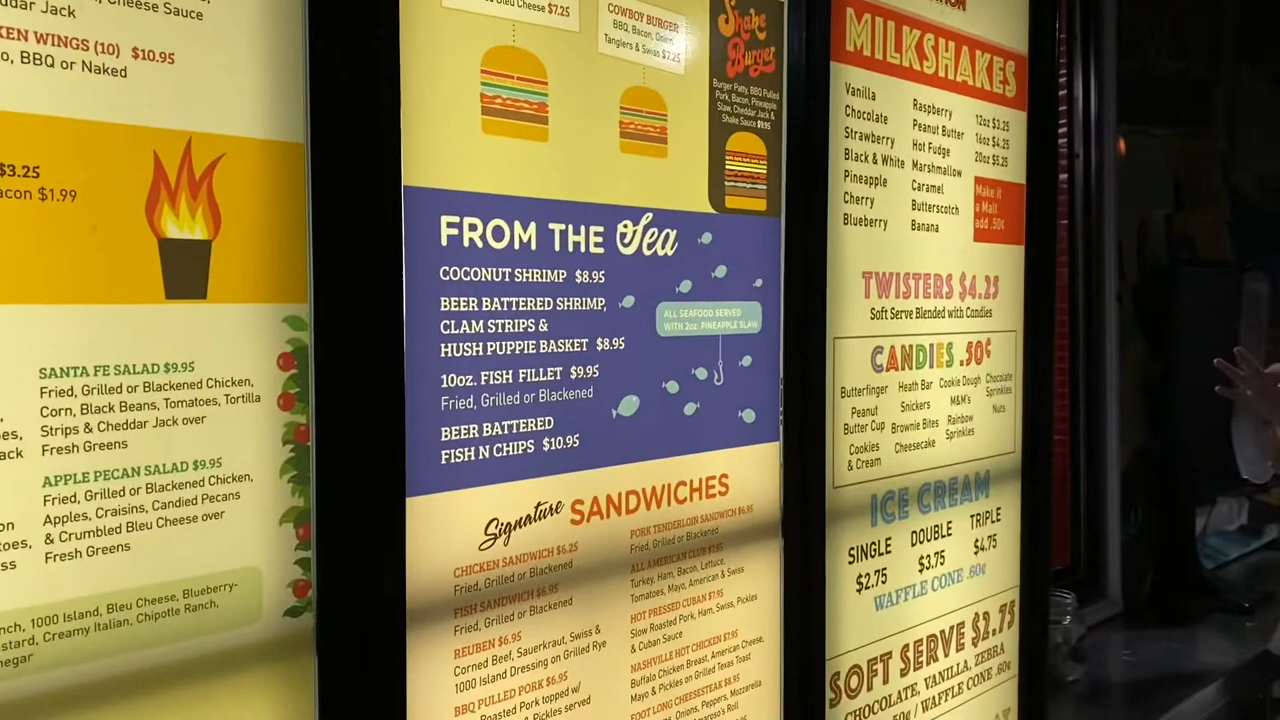 , Cheese Sauce
ddar Jack
KEN WINGS (10) $10.95
o, BBQ or Naked
$3.25
acon $1.99
SANTA FE SALAD $9.95
Fried, Grilled or Blackened Chicken,
Corn, Black Beans, Tomatoes, Tortilla
Strips & Cheddar Jack over
Fresh Greens
APPLE PECAN SALAD $9.95
Fried, Grilled or Blackened Chicken,
Apples, Craisins, Candied Pecans
& Crumbled Bleu Cheese over
Fresh Greens
nch, 1000 Island, Bleu Cheese, Blueberry-
stard, Creamy Italian, Chipotle Ranch,
negar
Bleu Cheese $7.25
COWBOY BURGER
BBQ, Bacon, Onion
Tanglers & Swiss $7.25
Shake
Burger
Burger Patty, BBQ Pulled
Pork, Bacon, Pineapple
Slaw, Cheddar Jack &
Shake Sauce $9.95
FROM THE Sea
COCONUT SHRIMP $8.95
BEER BATTERED SHRIMP,
CLAM STRIPS &
HUSH PUPPIE BASKET $8.95
10oz. FISH FILLET $9.95
Fried, Grilled or Blackened
BEER BATTERED
FISH N CHIPS $10.95
ALL SEAFOOD SERVED
WITH 2oz. PINEAPPLE SLAW
Signature SANDWICHES
CHICKEN SANDWICH $6.25
Fried, Grilled or Blackened
FISH SANDWICH $6.95
Fried, Grilled or Blackened
REUBEN $6.95
Corned Beef, Sauerkraut, Swiss &
1000 Island Dressing on Grilled Rye
BBQ PULLED PORK $6.95
Roasted Pork topped w/
& Pickles served
PORK TENDERLOIN SANDWICH $6.95
Fried, Grilled or Blackened
ALL AMERICAN CLUB $7.95
Turkey, Ham, Bacon, Lettuce,
Tomatoes, Mayo, American & Swiss
HOT PRESSED CUBAN $7.95
Slow Roasted Pork, Ham, Swiss, Pickles
& Cuban Sauce
NASHVILLE HOT CHICKEN $7.95
Buffalo Chicken Breast, American Cheese,
Mayo & Pickles on Grilled Texas Toast
FOOT LONG CHEESESTEAK $8.95
Onions, Peppers, Mozzarella
Amoroso's Roll
MILKSHAKES
Vanilla
Chocolate
Strawberry
Black & White
Pineapple
Cherry
Blueberry
Raspberry
Peanut Butter
Hot Fudge
Marshmallow
Caramel
Butterscotch
Banana
12oz $3.25
16oz $4.25
20oz $5.25
Make it
a Malt
add .50¢
TWISTERS $4.25
Soft Serve Blended with Candies
CANDIES .50¢
Butterfinger
Peanut
Butter Cup
Cookies
& Cream
Heath Bar
Snickers
Brownie Bites
Cheesecake
Cookie Dough
M&M's
Rainbow
Sprinkles
Chocolate
Sprinkles
Nuts
ICE CREAM
SINGLE DOUBLE TRIPLE
$2.75 $3.75 $4.75
WAFFLE CONE .60¢
SOFT SERVE $2.75
CHOCOLATE, VANILLA, ZEBRA
.50¢ / WAFFLE CONE .60¢